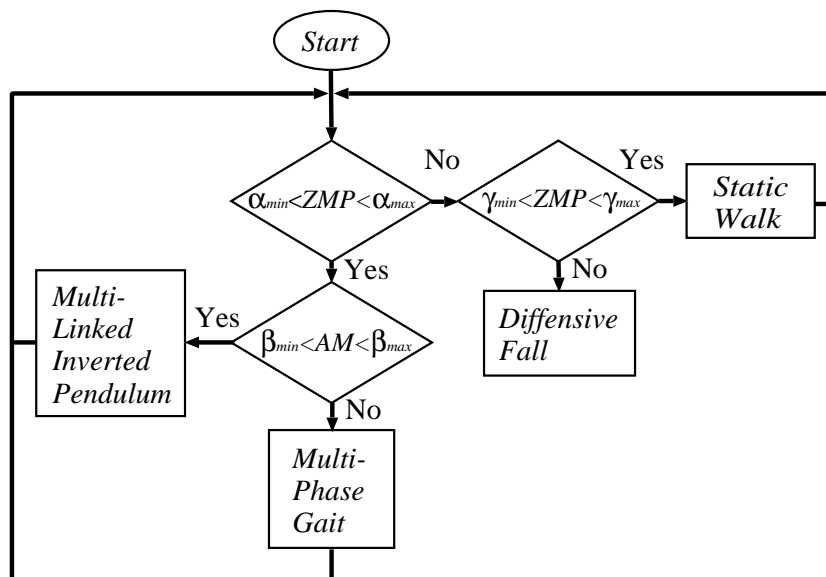 Start
No
Yes
αmin<ZMP<αmax
γmin<ZMP<γmax
Static
Walk
Yes
No
Multi-
Linked
Inverted
Pendulum
Yes
βmin<AM<βmax
Diffensive
Fall
No
Multi-
Phase
Gait